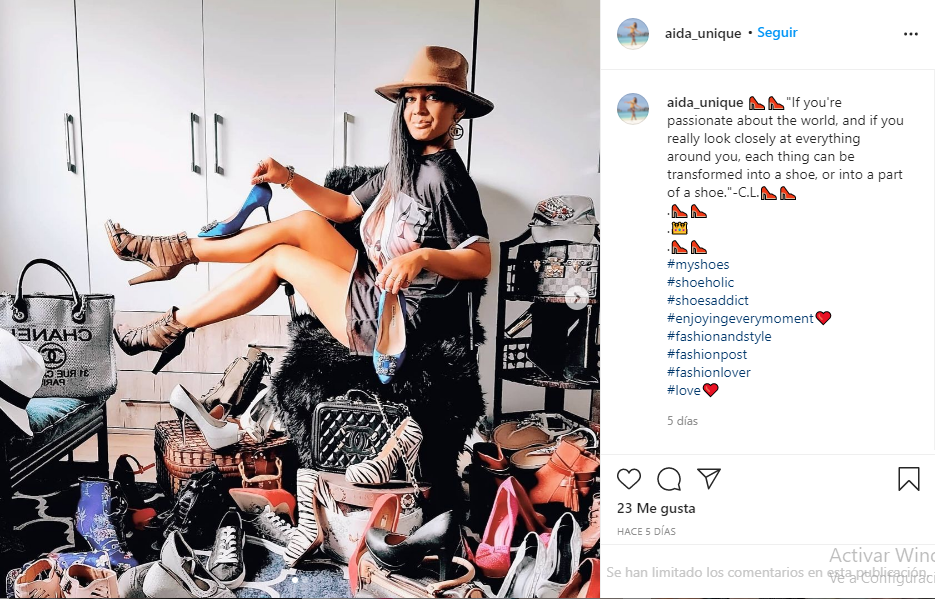 CHANEL
31 RUE CA
PARIS
aida_unique • Seguir
aida_unique 👠👠"If you're
passionate about the world, and if you
really look closely at everything
around you, each thing can be
transformed into a shoe, or into a part
of a shoe."-C.L.👠👠
.👠👠
.👑
.👠👠
#myshoes
#shoeholic
#shoesaddict
#enjoyingeverymoment❤️
#fashionandstyle
#fashionpost
#fashionlover
#love❤️
5 días
23 Me gusta
HACE 5 DÍAS
Activar Wind
Se han limitado los comentarios en esta publicación.
Ve a Configuraci